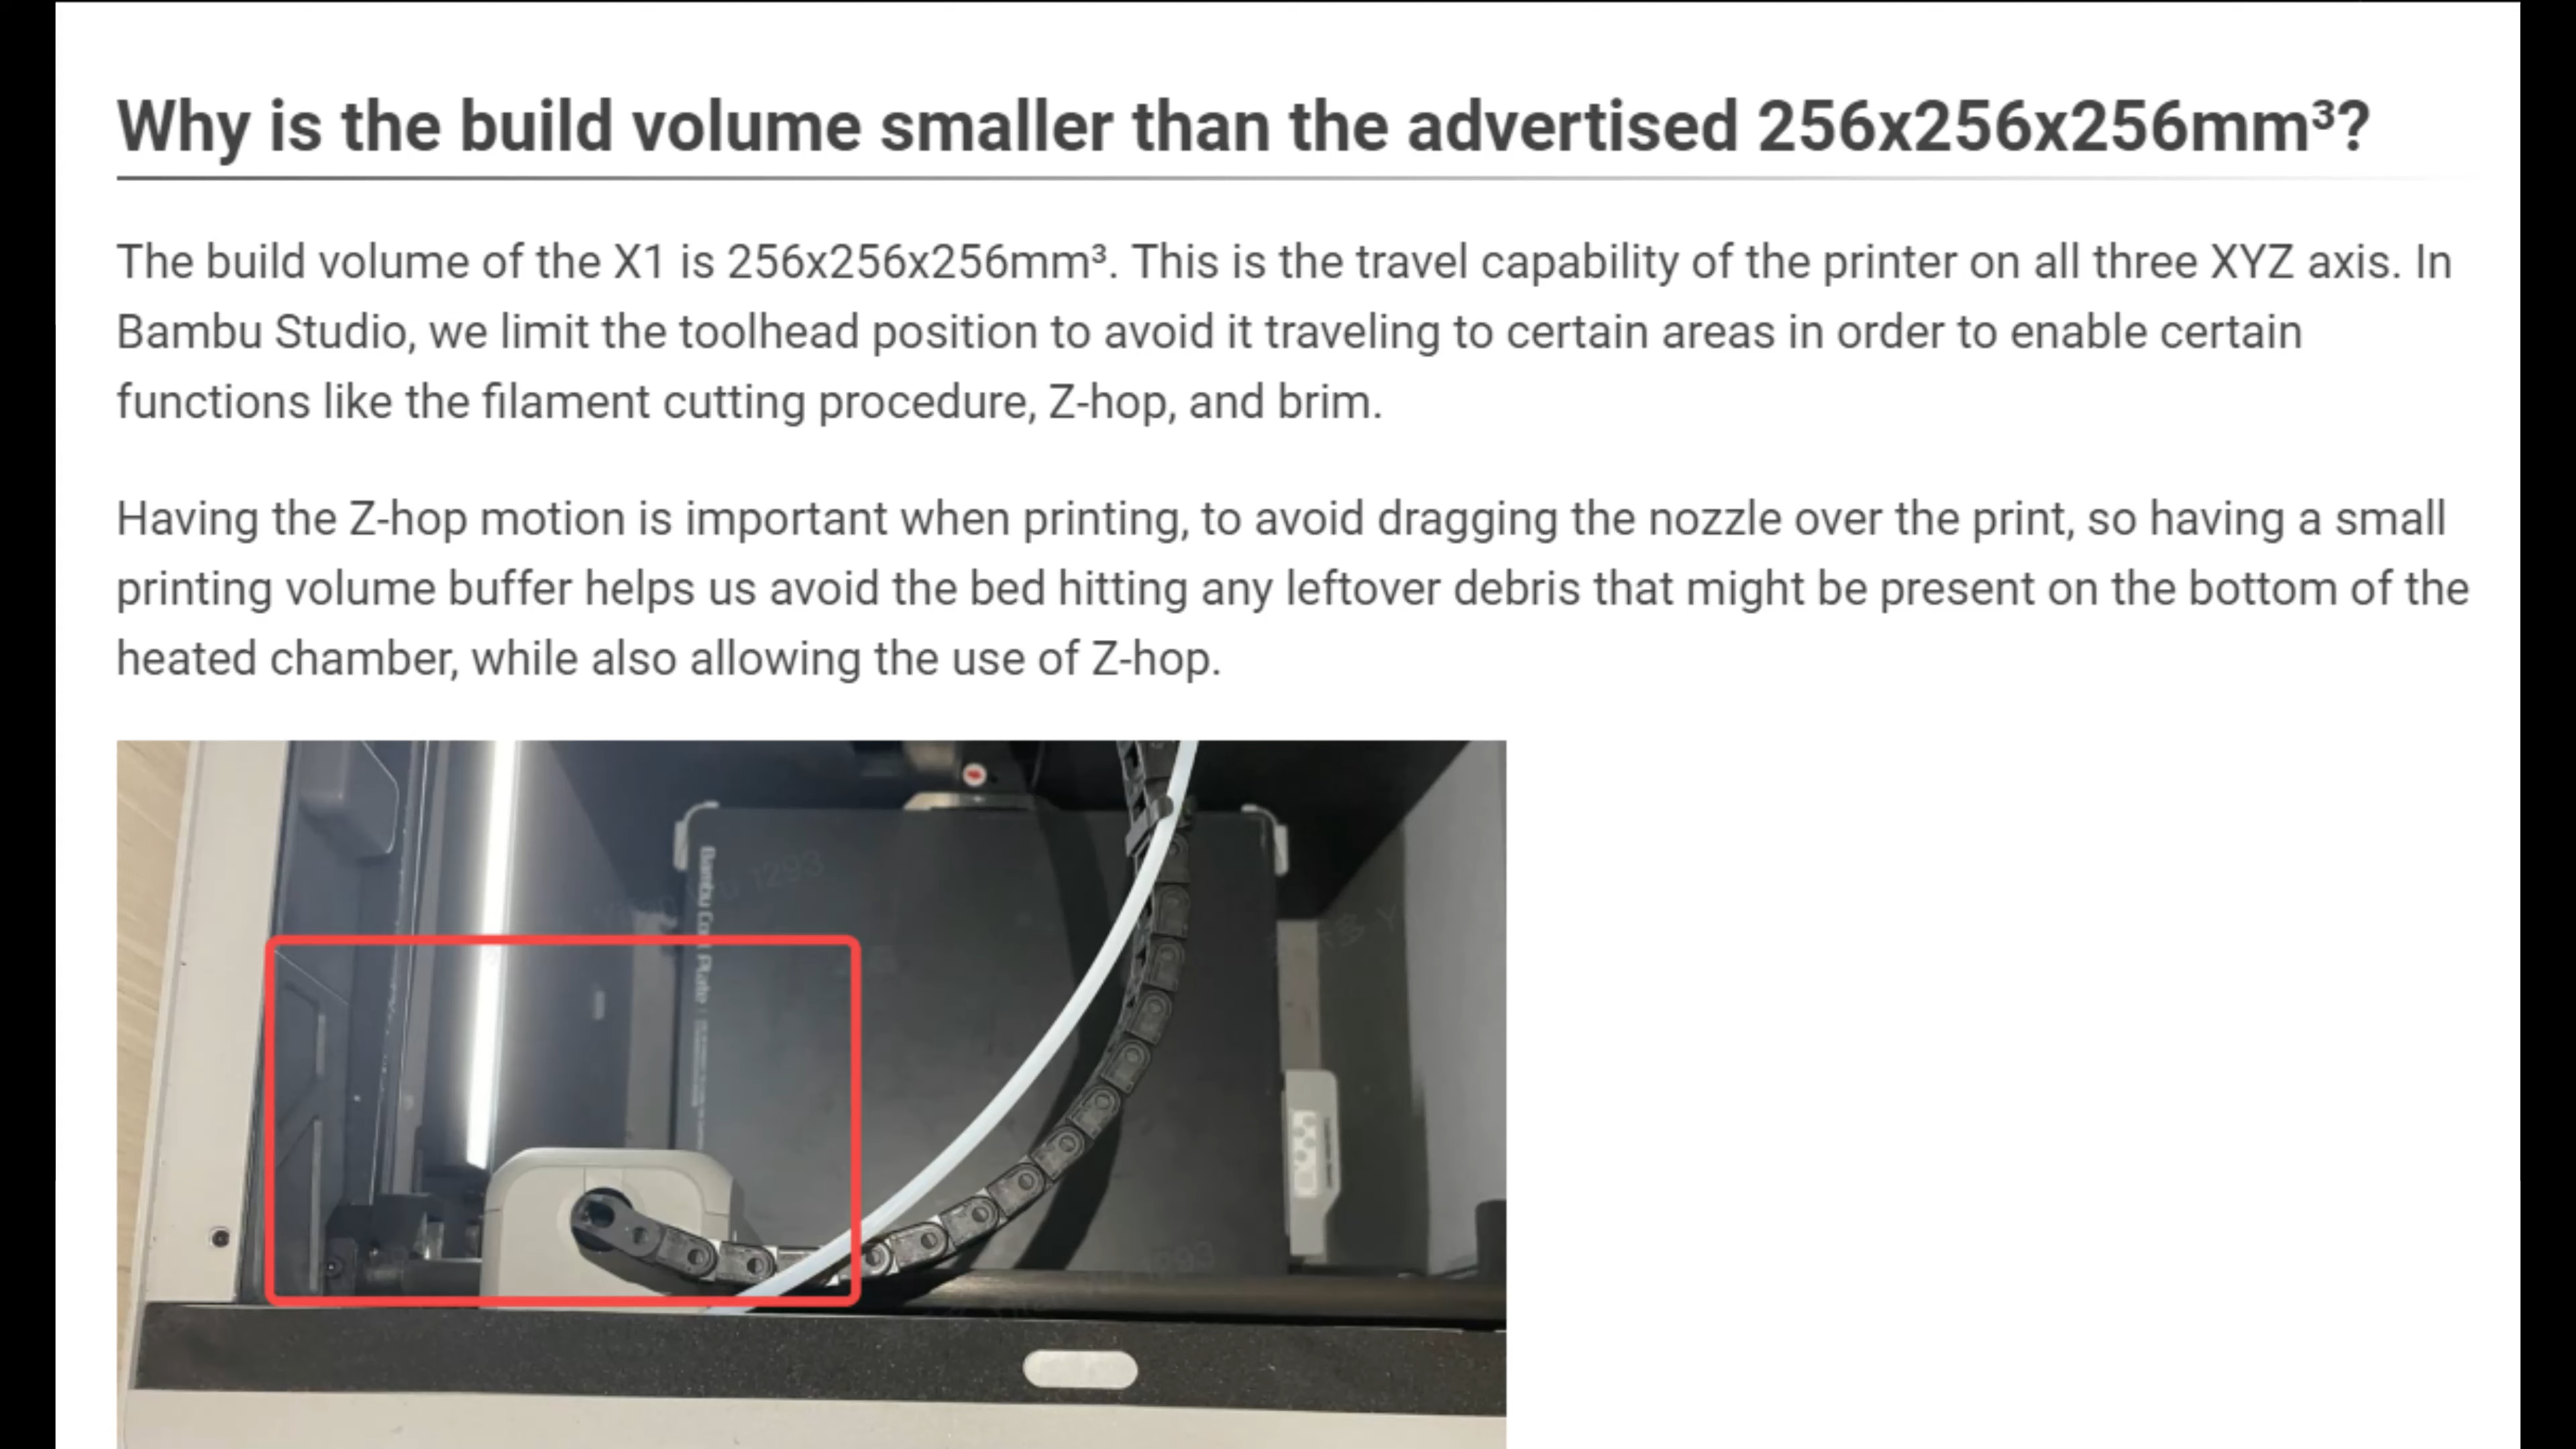 Why is the build volume smaller than the advertised 256x256x256mm³?
The build volume of the X1 is 256x256x256mm³. This is the travel capability of the printer on all three XYZ axis. In
Bambu Studio, we limit the toolhead position to avoid it traveling to certain areas in order to enable certain
functions like the filament cutting procedure, Z-hop, and brim.
Having the Z-hop motion is important when printing, to avoid dragging the nozzle over the print, so having a small
printing volume buffer helps us avoid the bed hitting any leftover debris that might be present on the bottom of the
heated chamber, while also allowing the use of Z-hop.
Bambu Cool Plate
1293
1293